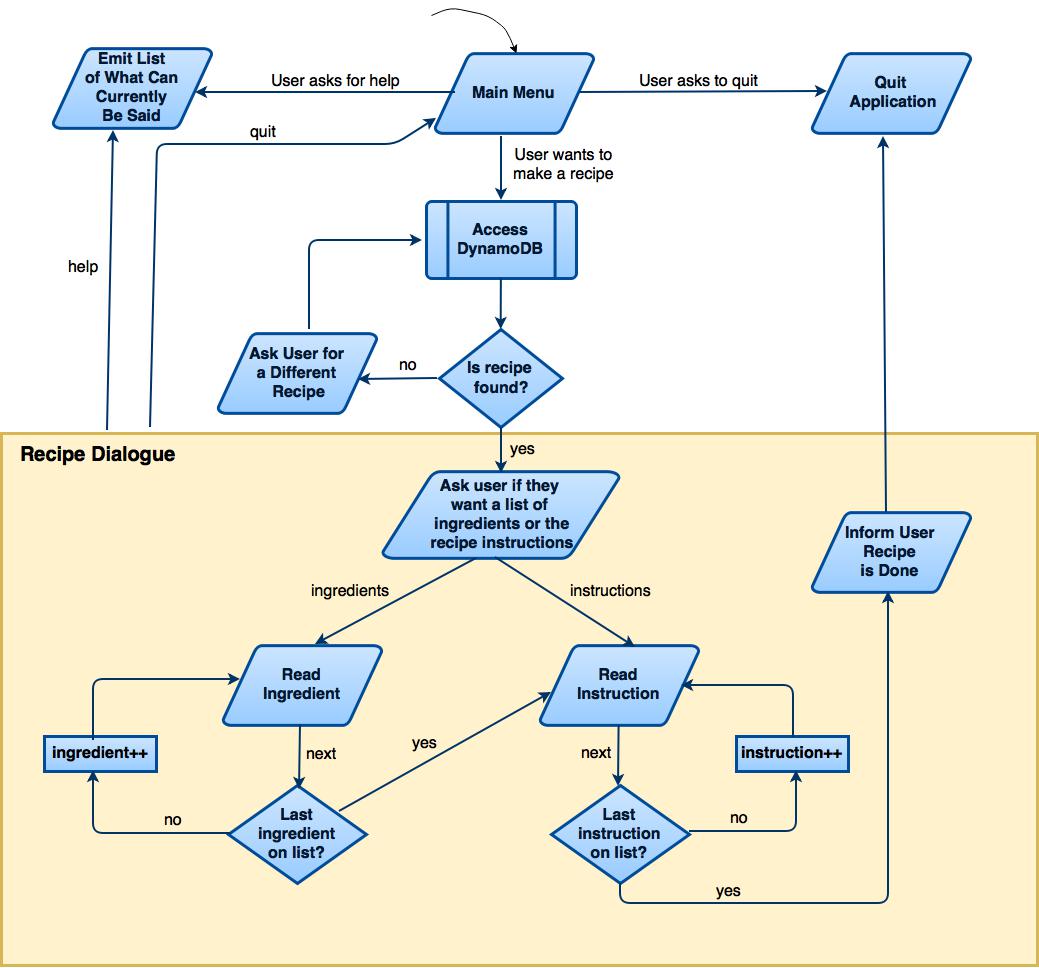 Emit List
of What Can
Currently
Be Said
User asks for help
Main Menu
User asks to quit
Quit
Application
quit
User wants to
make a recipe
Access
DynamoDB
help
Ask User for
a Different
Recipe
no
Is recipe
found?
yes
Recipe Dialogue
Ask user if they
want a list of
ingredients or the
recipe instructions
Inform User
Recipe
is Done
ingredients
instructions
Read
Ingredient
Read
Instruction
ingredient++
next
yes
next
instruction++
no
Last
ingredient
on list?
Last
instruction
on list?
no
yes